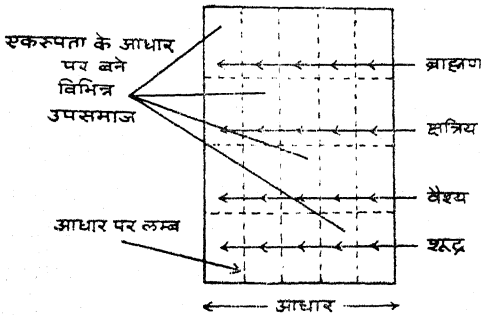 एकरूपता के आधार
पर बने
विभिन्न
उपसमाज
ब्राह्मण
क्षत्रिय
वैश्य
शूद्र
आधार पर लम्ब
आधार